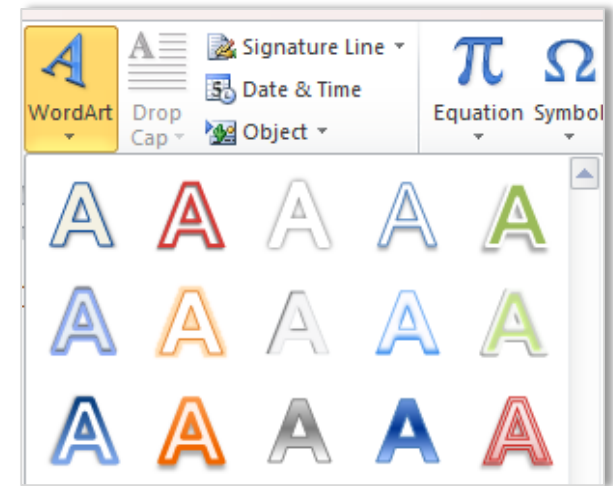 WordArt
Drop
Cap
Signature Line
Date & Time
Object
π
Equation
Ω
Symbol
A A A A A
A A A A A
A A A A A